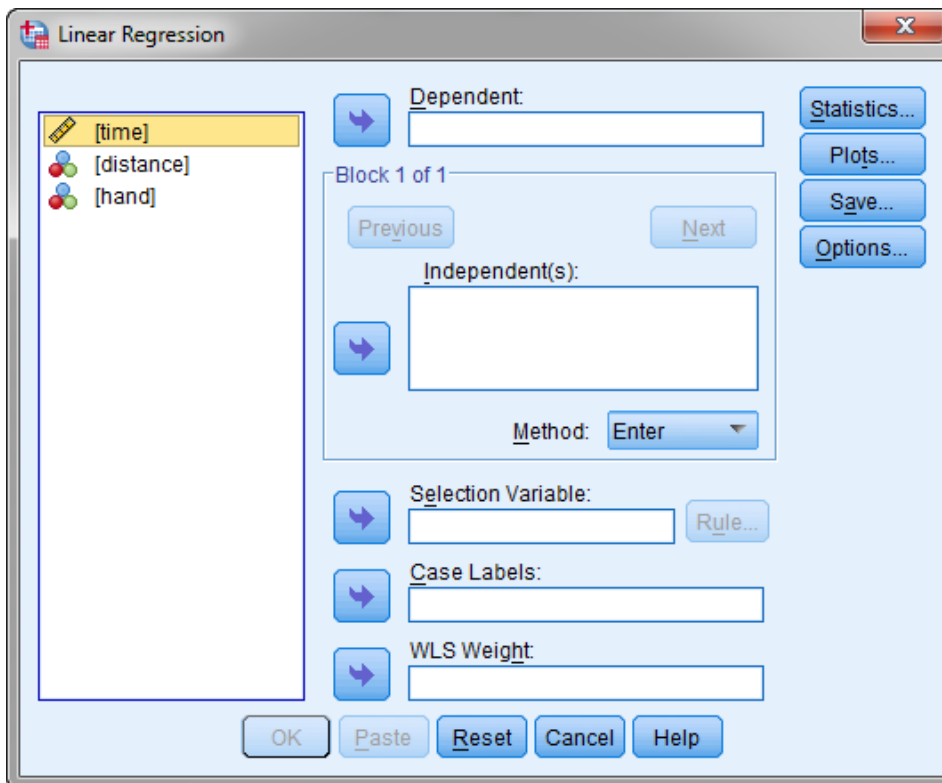 Linear Regression
[time]
[distance]
[hand]
Dependent:
Block 1 of 1
Previous
Next
Independent(s):
Method:
Enter
Selection Variable:
Rule...
Case Labels:
WLS Weight:
Statistics...
Plots...
Save...
Options...
OK
Paste
Reset
Cancel
Help